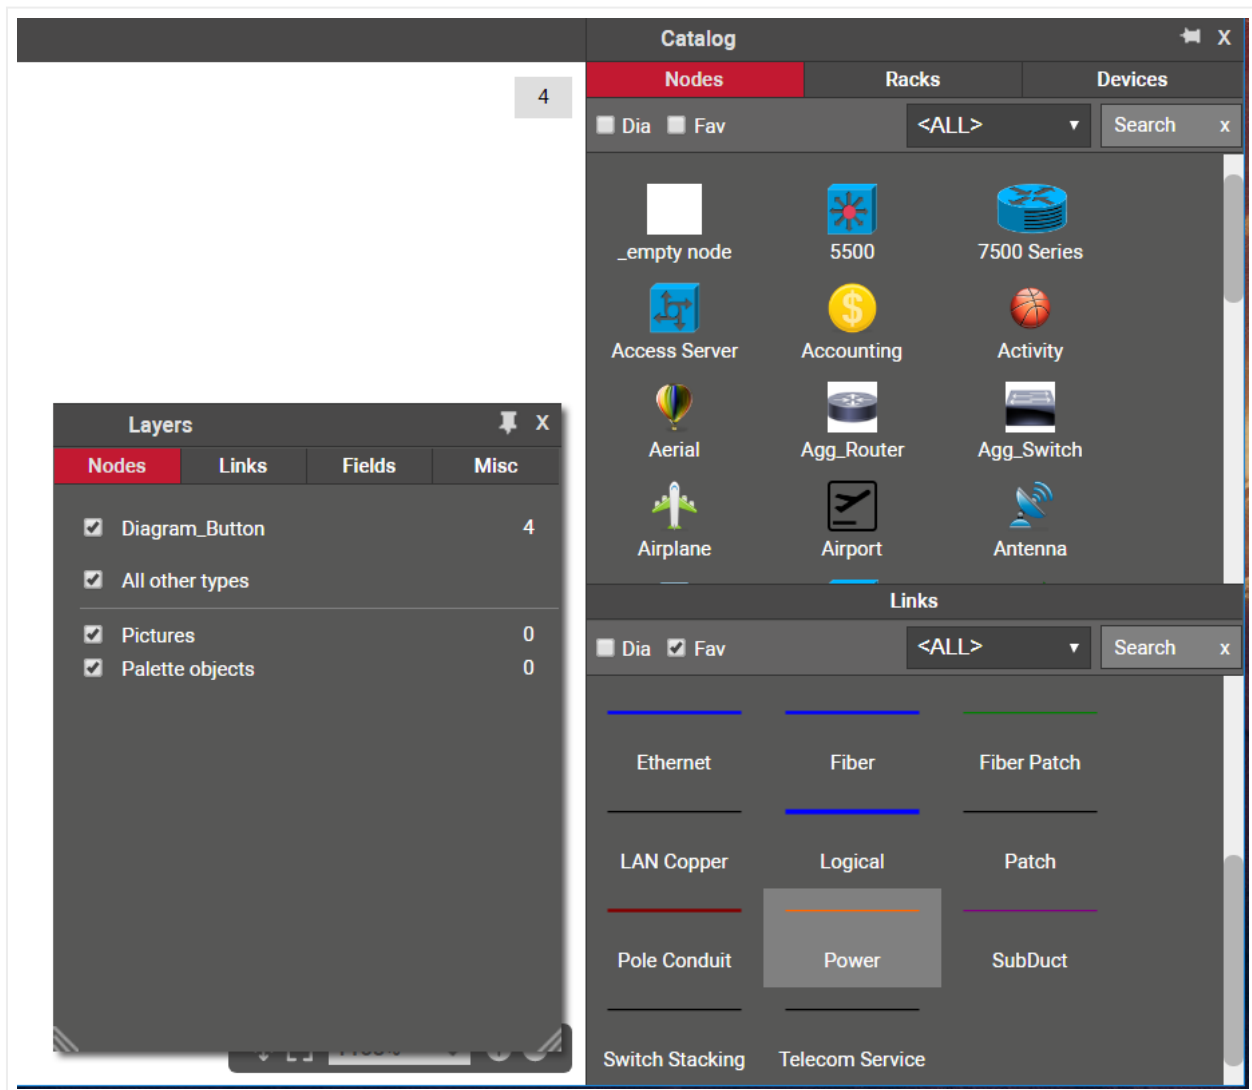 Catalog X
Nodes Racks Devices
4
Dia Fav <ALL> Search x
_empty node 5500 7500 Series
Access Server Accounting Activity
Aerial Agg_Router Agg_Switch
Airplane Airport Antenna
Layers X
Nodes Links Fields Misc
Diagram_Button 4
All other types
Pictures 0
Palette objects 0
Links
Dia Fav <ALL> Search x
Ethernet Fiber Fiber Patch
LAN Copper Logical Patch
Pole Conduit Power SubDuct
Switch Stacking Telecom Service